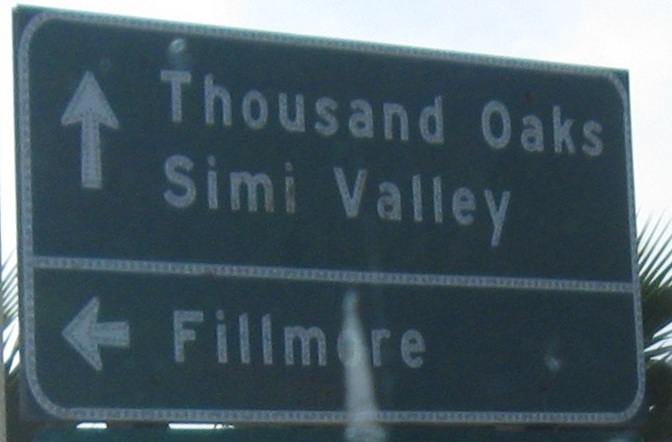 Thousand Oaks
Simi Valley
Fillmore